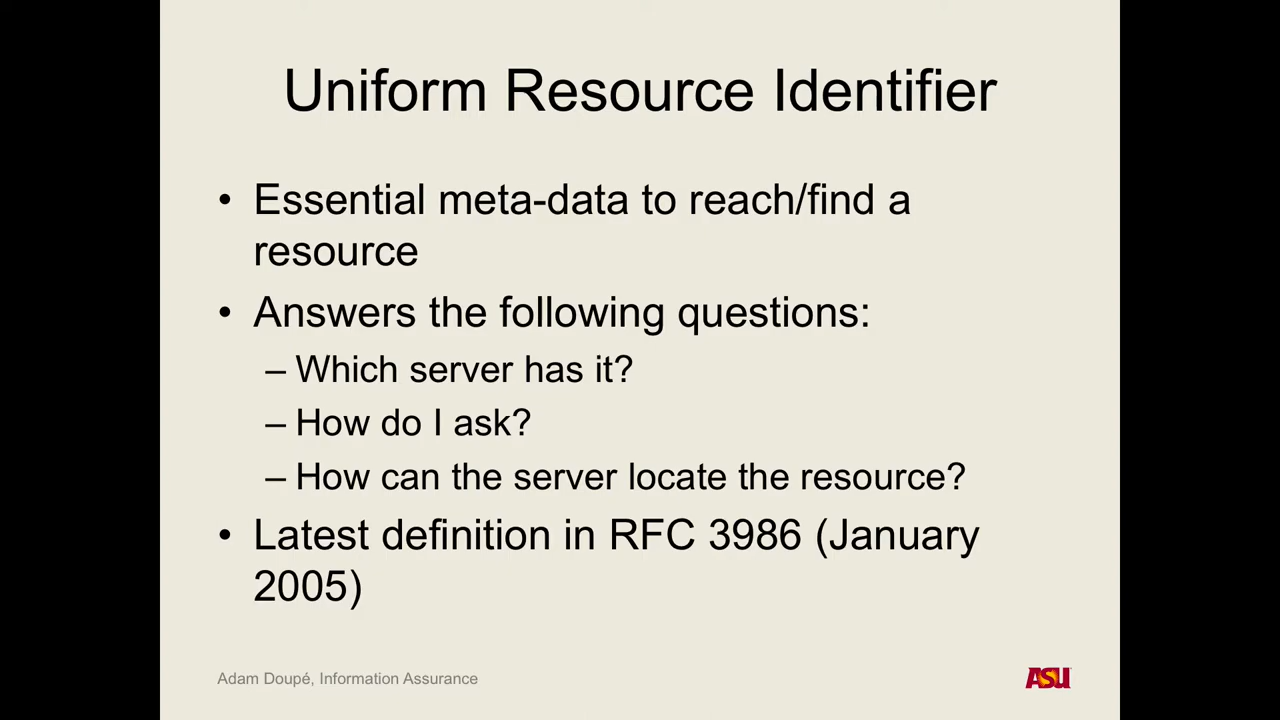 Uniform Resource Identifier
• Essential meta-data to reach/find a
resource
• Answers the following questions:
– Which server has it?
– How do I ask?
– How can the server locate the resource?
• Latest definition in RFC 3986 (January
2005)
Adam Doupé, Information Assurance
ASU